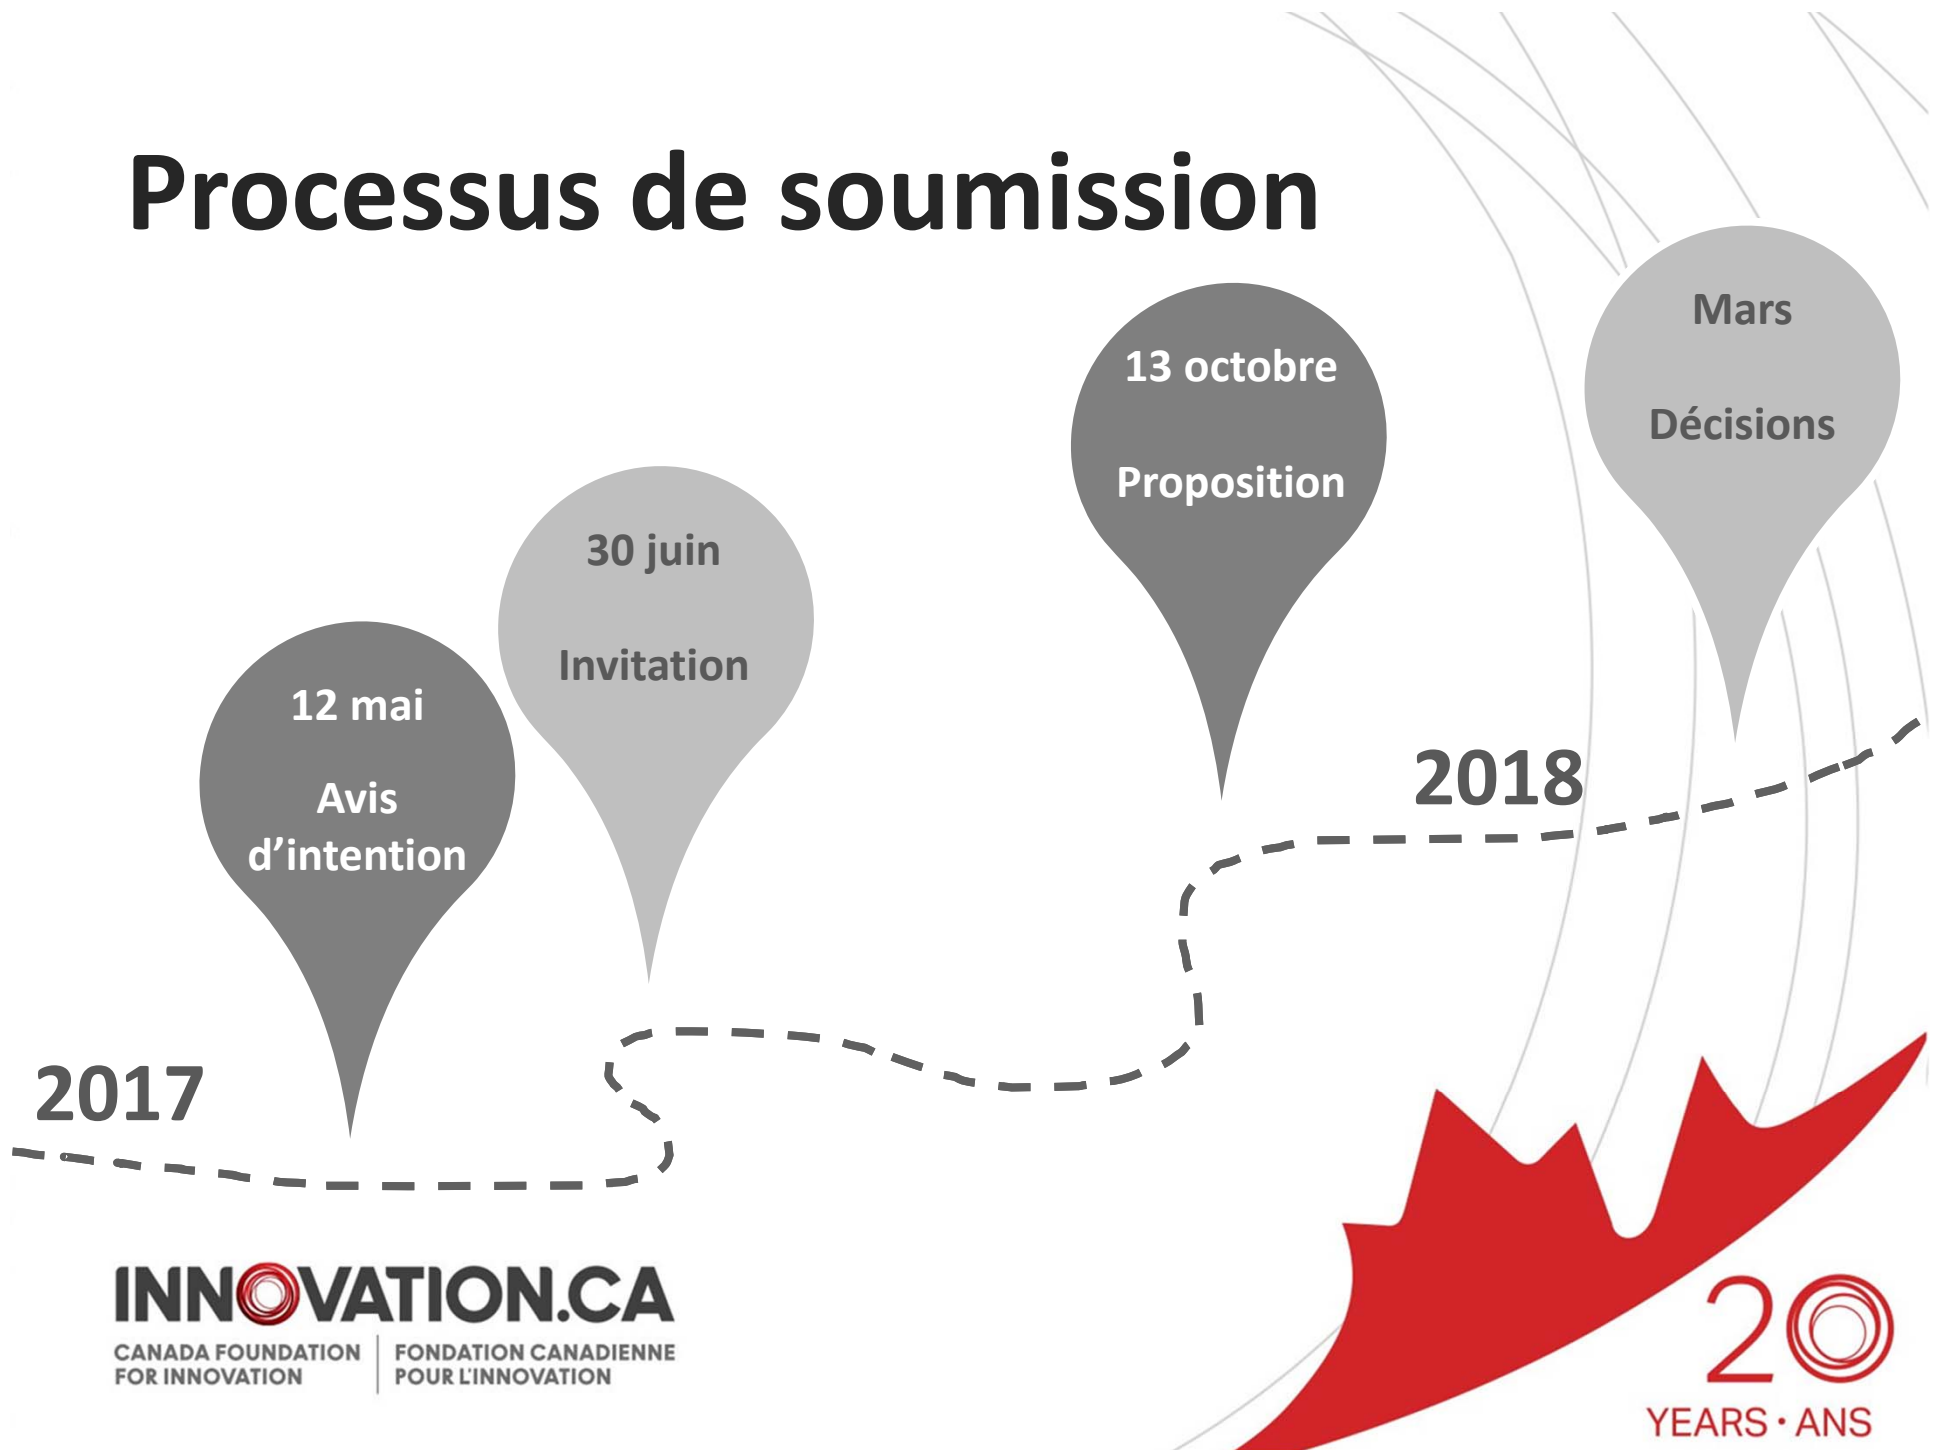 Processus de soumission
2017
12 mai
Avis
d’intention
30 juin
Invitation
13 octobre
Proposition
2018
Mars
Décisions
INNOVATION.CA
CANADA FOUNDATION
FOR INNOVATION
FONDATION CANADIENNE
POUR L'INNOVATION
20
YEARS • ANS